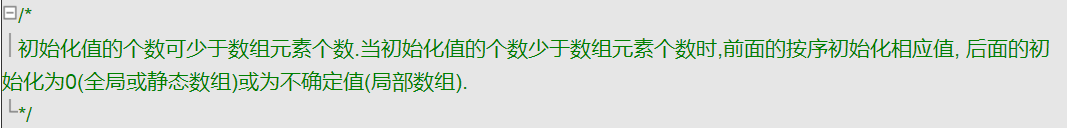 /*
初始化值的个数可少于数组元素个数.当初始化值的个数少于数组元素个数时,前面的按序初始化相应值, 后面的初
始化为0(全局或静态数组)或为不确定值(局部数组).
*/